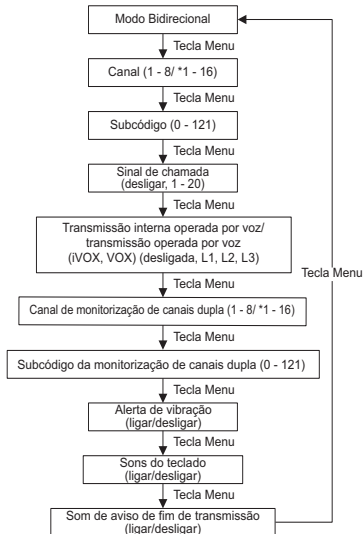 Modo Bidirecional
Tecla Menu
Canal (1 - 8/ *1 - 16)
Tecla Menu
Subcódigo (0 - 121)
Tecla Menu
Sinal de chamada
(desligar, 1 - 20)
Tecla Menu
Transmissão interna operada por voz/
transmissão operada por voz
(iVOX, VOX) (desligada, L1, L2, L3)
Tecla Menu
Tecla Menu
Canal de monitorização de canais dupla (1 - 8/ *1 - 16)
Tecla Menu
Subcódigo da monitorização de canais dupla (0 - 121)
Tecla Menu
Alerta de vibração
(ligar/desligar)
Tecla Menu
Sons do teclado
(ligar/desligar)
Tecla Menu
Som de aviso de fim de transmissão
(ligar/desligar)